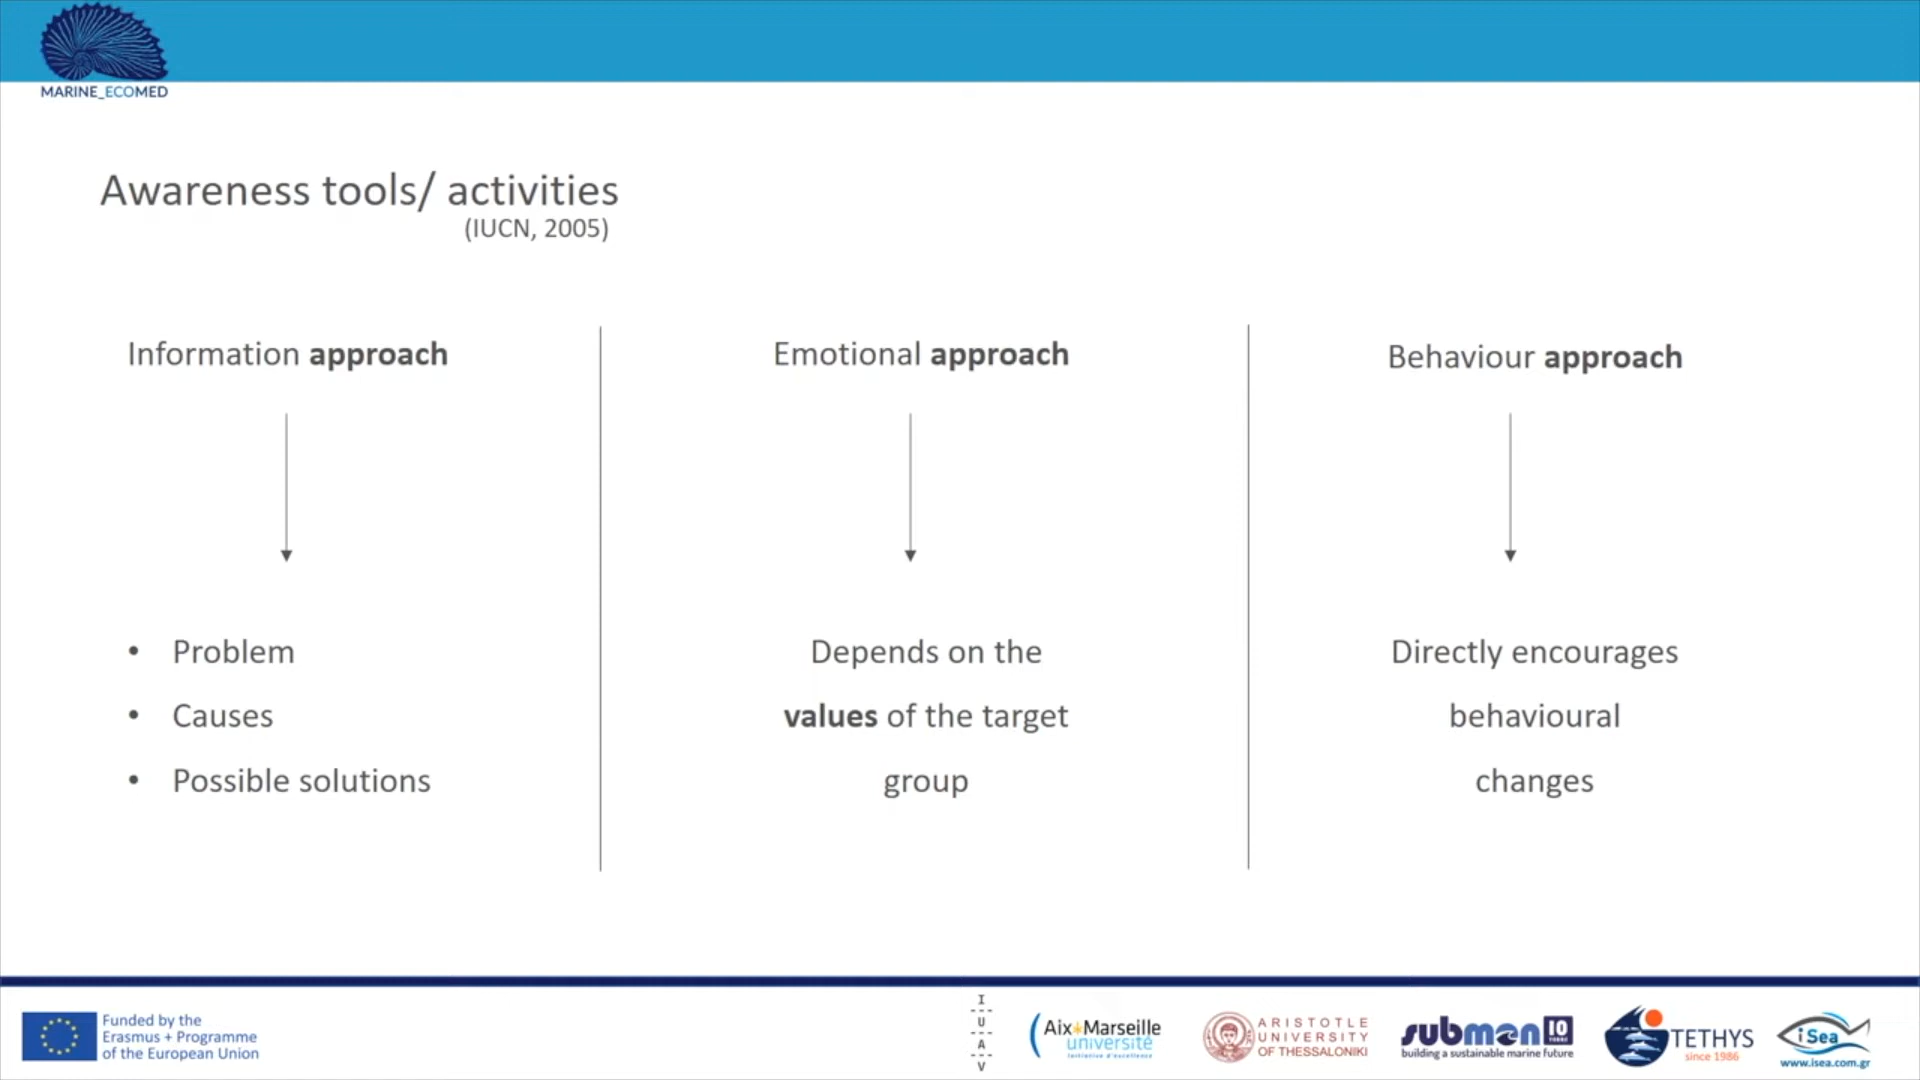 MARINE_ECOMED
Awareness tools/ activities
(IUCN, 2005)
Information approach
Problem
Causes
Possible solutions
Emotional approach
Depends on the
values of the target
group
Behaviour approach
Directly encourages
behavioural
changes
Funded by the
Erasmus + Programme
of the European Union
I
U
A
V
Aix*Marseille
université
Initiative d'excellence
ARISTOTLE
UNIVERSITY
OF THESSALONIKI
submon 10
building a sustainable marine future
TETHYS
since 1986
iSea
www.isea.com.gr